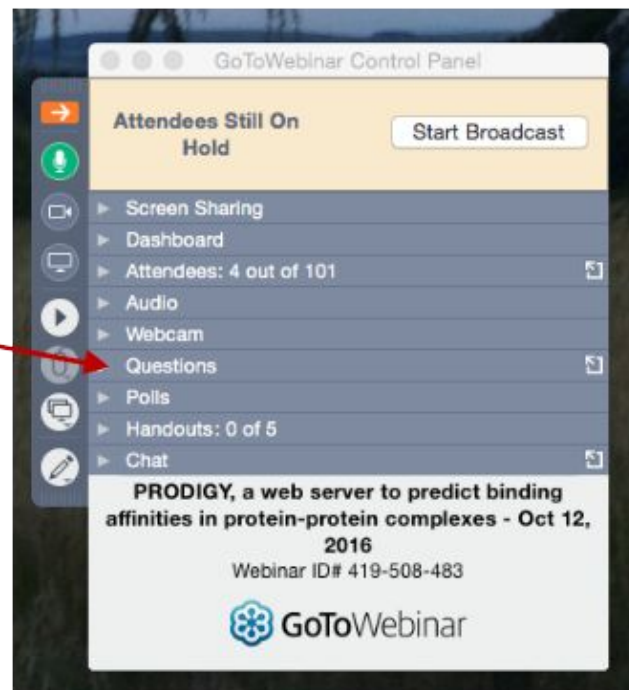 GoToWebinar Control Panel
Attendees Still On
Hold
Start Broadcast
Screen Sharing
Dashboard
Attendees: 4 out of 101
Audio
Webcam
Questions
Polls
Handouts: 0 of 5
Chat
PRODIGY, a web server to predict binding
affinities in protein-protein complexes - Oct 12,
2016
Webinar ID# 419-508-483
GoToWebinar